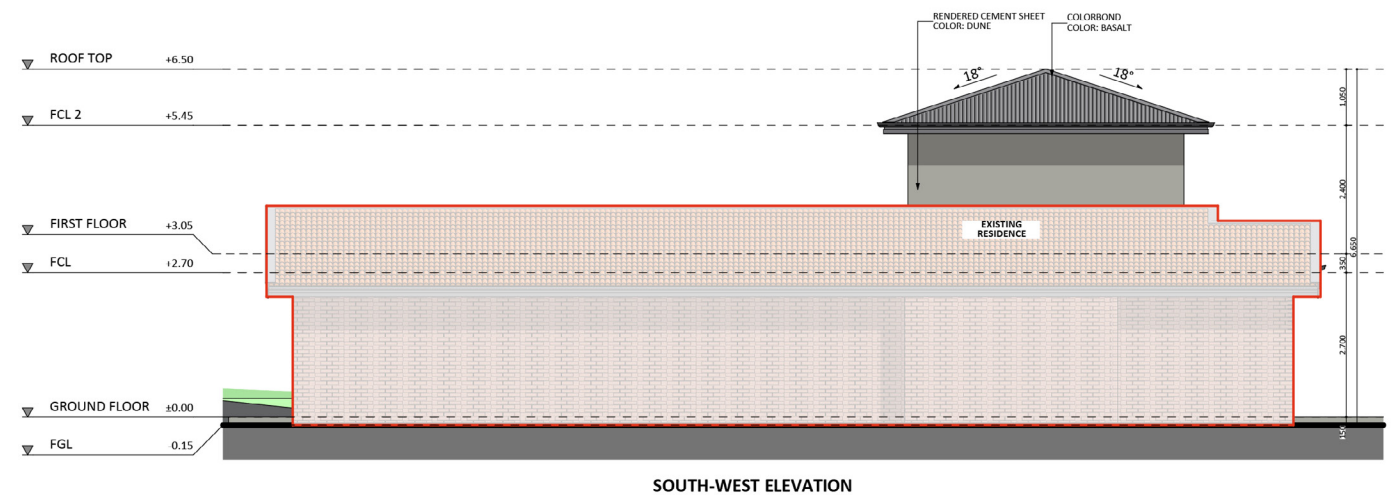 RENDERED CEMENT SHEET
COLOR: DUNE
COLORBOND
COLOR: BASALT
ROOF TOP +6.50
18° 18°
1,050
FCL 2 +5.45
2,400
FIRST FLOOR +3.05
EXISTING
RESIDENCE
6,650
FCL +2.70
350
2,700
GROUND FLOOR ±0.00
FGL -0.15
SOUTH-WEST ELEVATION